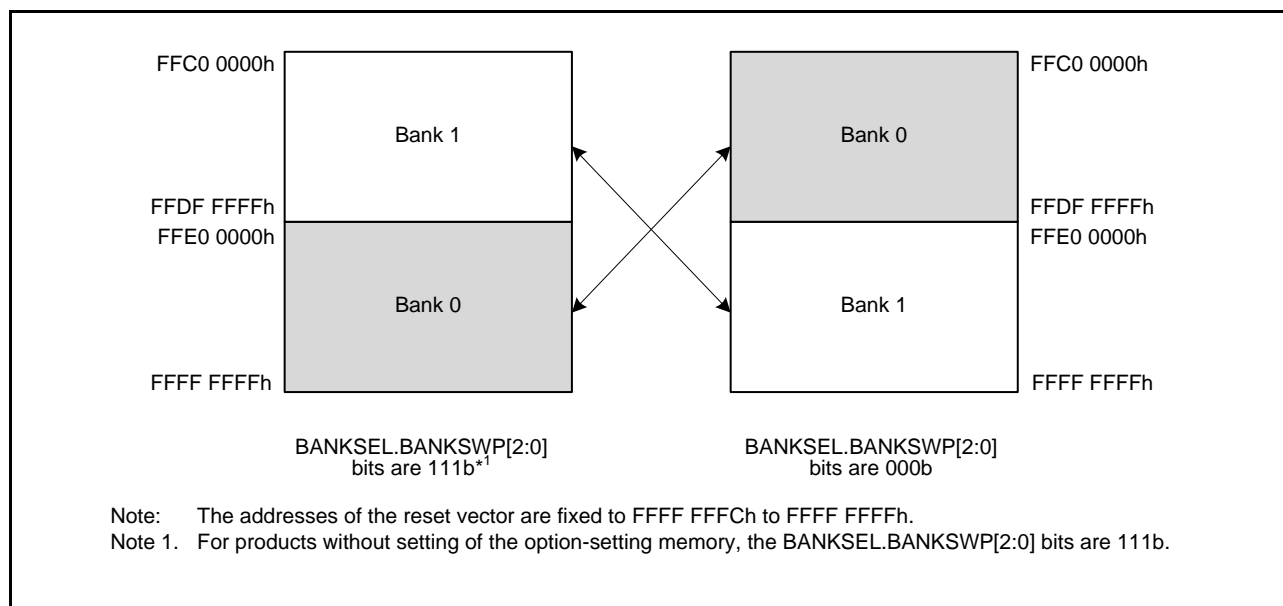 FFC0 0000h
Bank 1
FFDF FFFFh
FFE0 0000h
Bank 0
FFFF FFFFh
BANKSEL.BANKSWP[2:0]
bits are 111b*1
FFC0 0000h
Bank 0
FFDF FFFFh
FFE0 0000h
Bank 1
FFFF FFFFh
BANKSEL.BANKSWP[2:0]
bits are 000b
Note: The addresses of the reset vector are fixed to FFFF FFFCh to FFFF FFFFh.
Note 1. For products without setting of the option-setting memory, the BANKSEL.BANKSWP[2:0] bits are 111b.